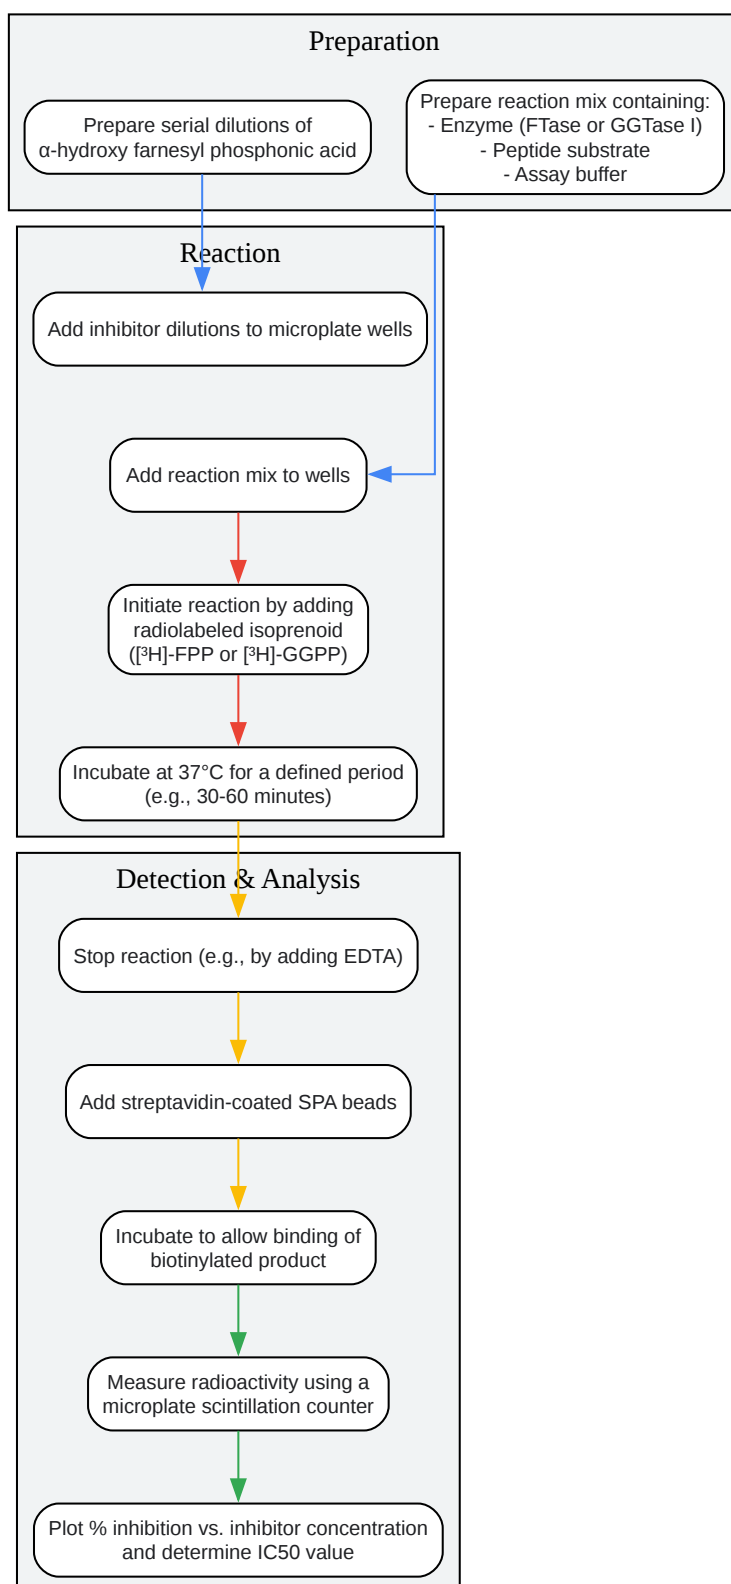 Preparation
Prepare serial dilutions of
α-hydroxy farnesyl phosphonic acid
Prepare reaction mix containing:
- Enzyme (FTase or GGTase I)
- Peptide substrate
- Assay buffer
Reaction
Add inhibitor dilutions to microplate wells
Add reaction mix to wells
Initiate reaction by adding
radiolabeled isoprenoid
([³H]-FPP or [³H]-GGPP)
Incubate at 37°C for a defined period
(e.g., 30-60 minutes)
Detection & Analysis
Stop reaction (e.g., by adding EDTA)
Add streptavidin-coated SPA beads
Incubate to allow binding of
biotinylated product
Measure radioactivity using a
microplate scintillation counter
Plot % inhibition vs. inhibitor concentration
and determine IC50 value